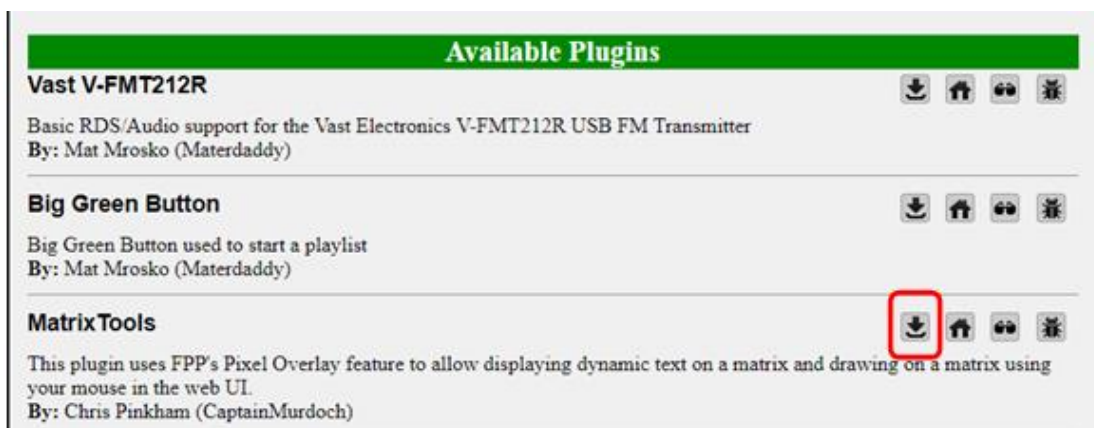 Available Plugins
Vast V-FMT212R
Basic RDS/Audio support for the Vast Electronics V-FMT212R USB FM Transmitter
By: Mat Mrosko (Materdaddy)
Big Green Button
Big Green Button used to start a playlist
By: Mat Mrosko (Materdaddy)
MatrixTools
This plugin uses FPP's Pixel Overlay feature to allow displaying dynamic text on a matrix and drawing on a matrix using
your mouse in the web UI.
By: Chris Pinkham (CaptainMurdoch)